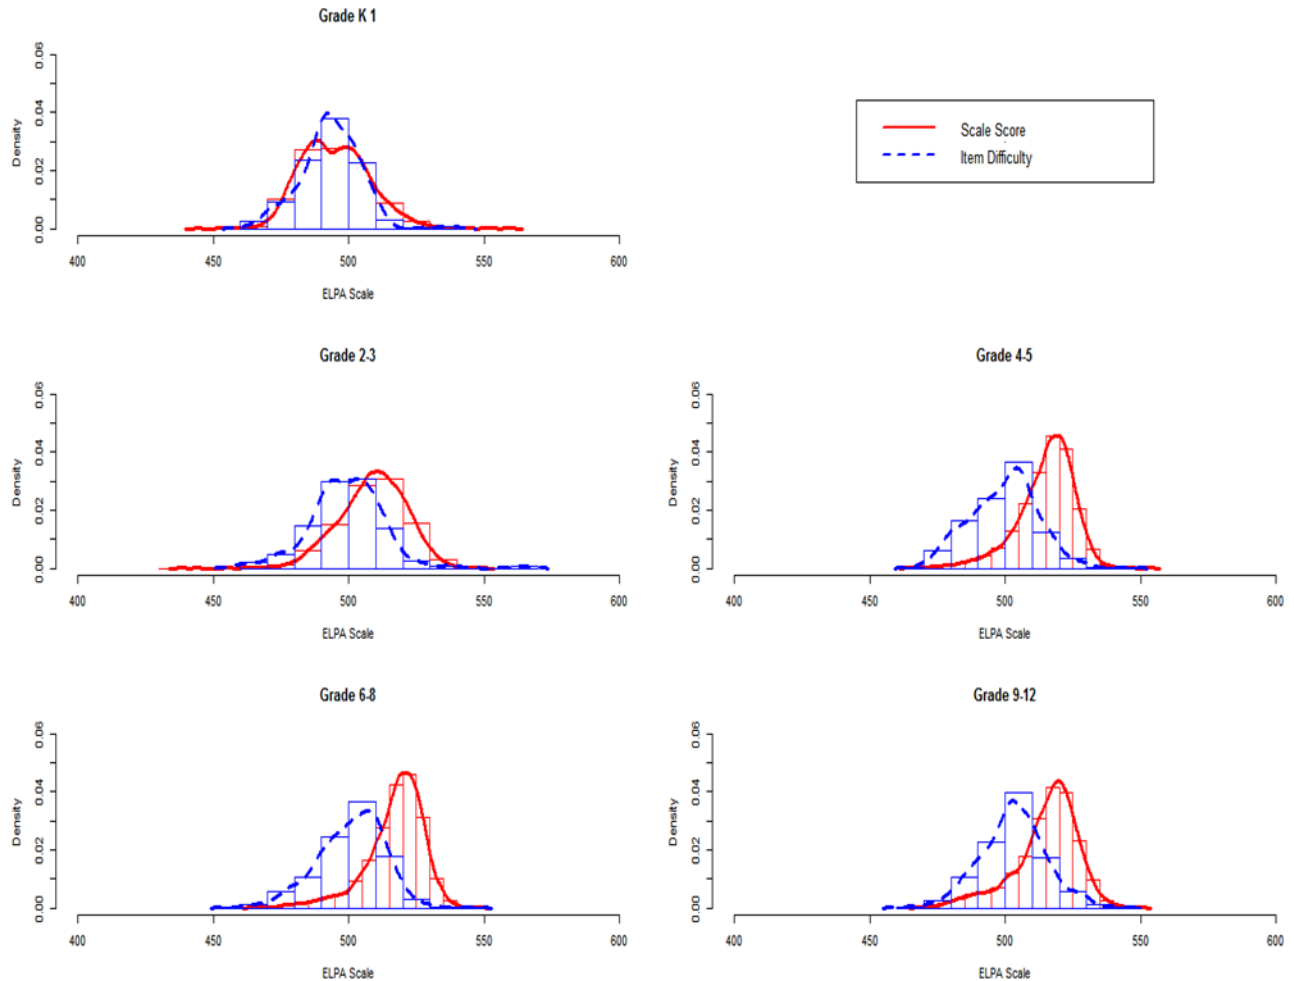 Grade K 1
0.00 0.02 0.04 0.06
Density
400 450 500 550 600
ELPA Scale
Scale Score
Item Difficulty
Grade 2-3
0.00 0.02 0.04 0.06
Density
400 450 500 550 600
ELPA Scale
Grade 4-5
0.00 0.02 0.04 0.06
Density
400 450 500 550 600
ELPA Scale
Grade 6-8
0.00 0.02 0.04 0.06
Density
400 450 500 550 600
ELPA Scale
Grade 9-12
0.00 0.02 0.04 0.06
Density
400 450 500 550 600
ELPA Scale